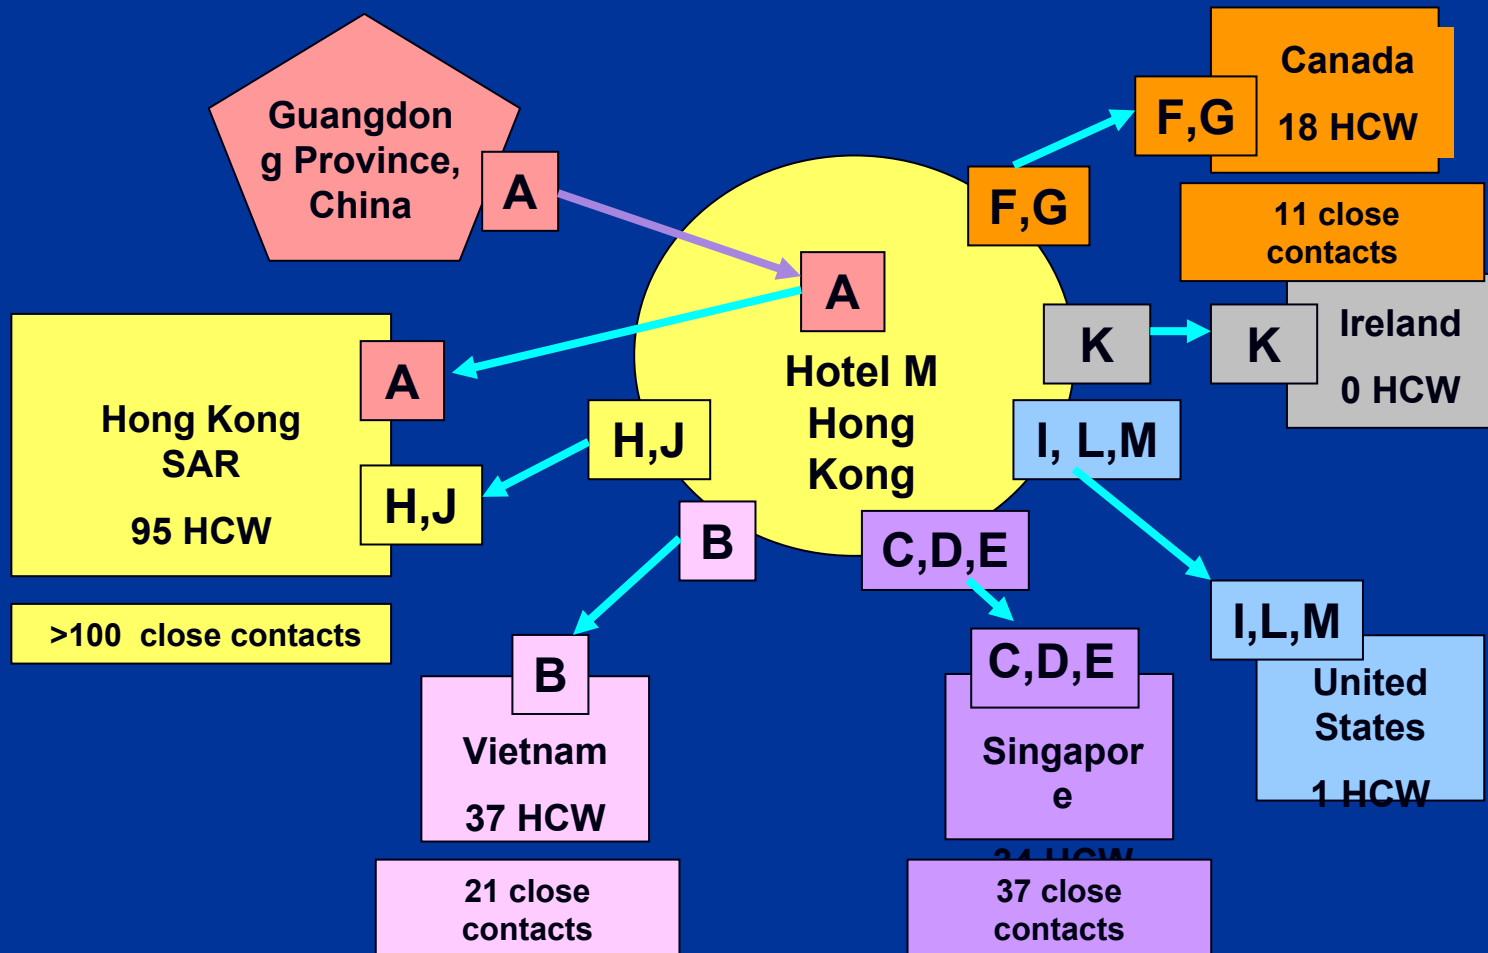 Guangdon
g Province,
China
A
A
Hotel M
Hong
Kong
F,G
F,G
Canada
18 HCW
11 close
contacts
K
K
Ireland
0 HCW
I, L,M
I,L,M
United
States
1 HCW
C,D,E
C,D,E
Singapor
e
37 close
contacts
B
B
Vietnam
37 HCW
21 close
contacts
H,J
H,J
A
Hong Kong
SAR
95 HCW
>100 close contacts